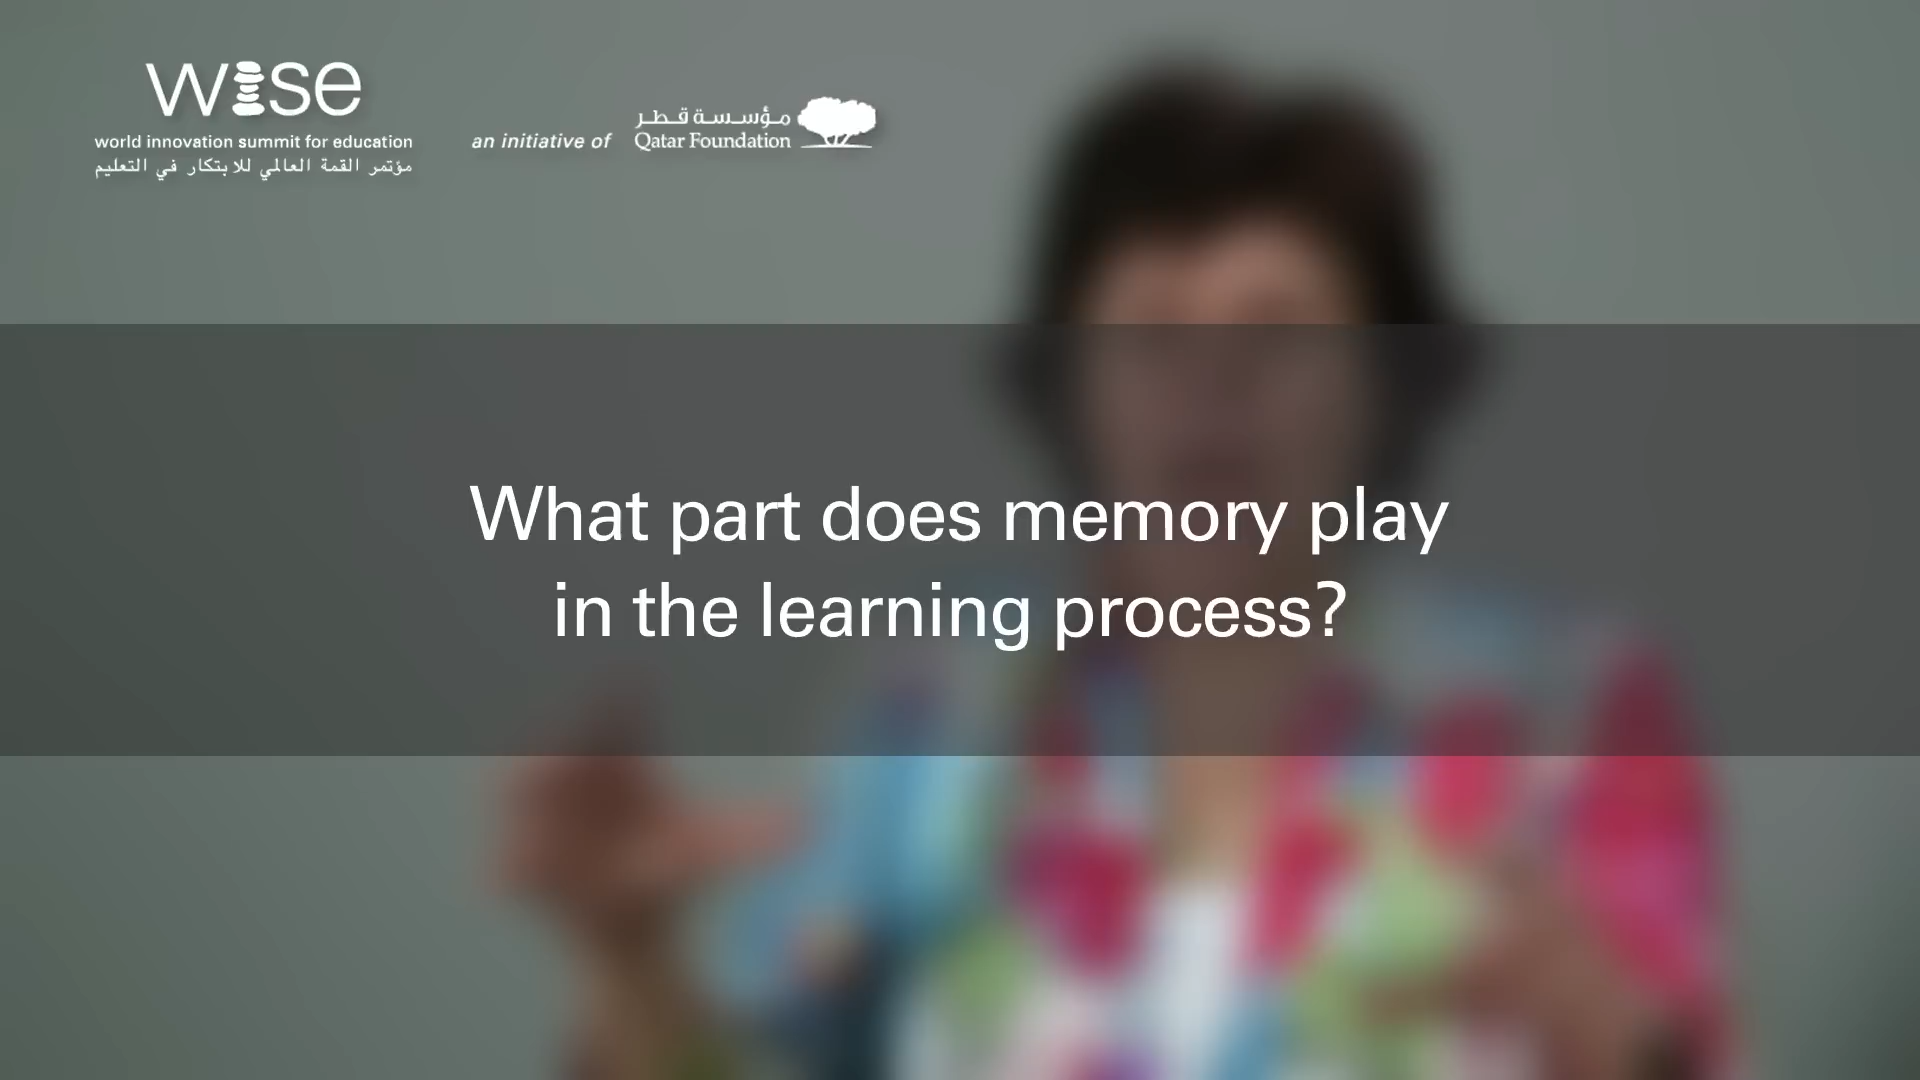 wise
world innovation summit for education
مؤتمر القمة العالمي للابتكار في التعليم
an initiative of
مؤسسة قطر
Qatar Foundation
What part does memory play
in the learning process?